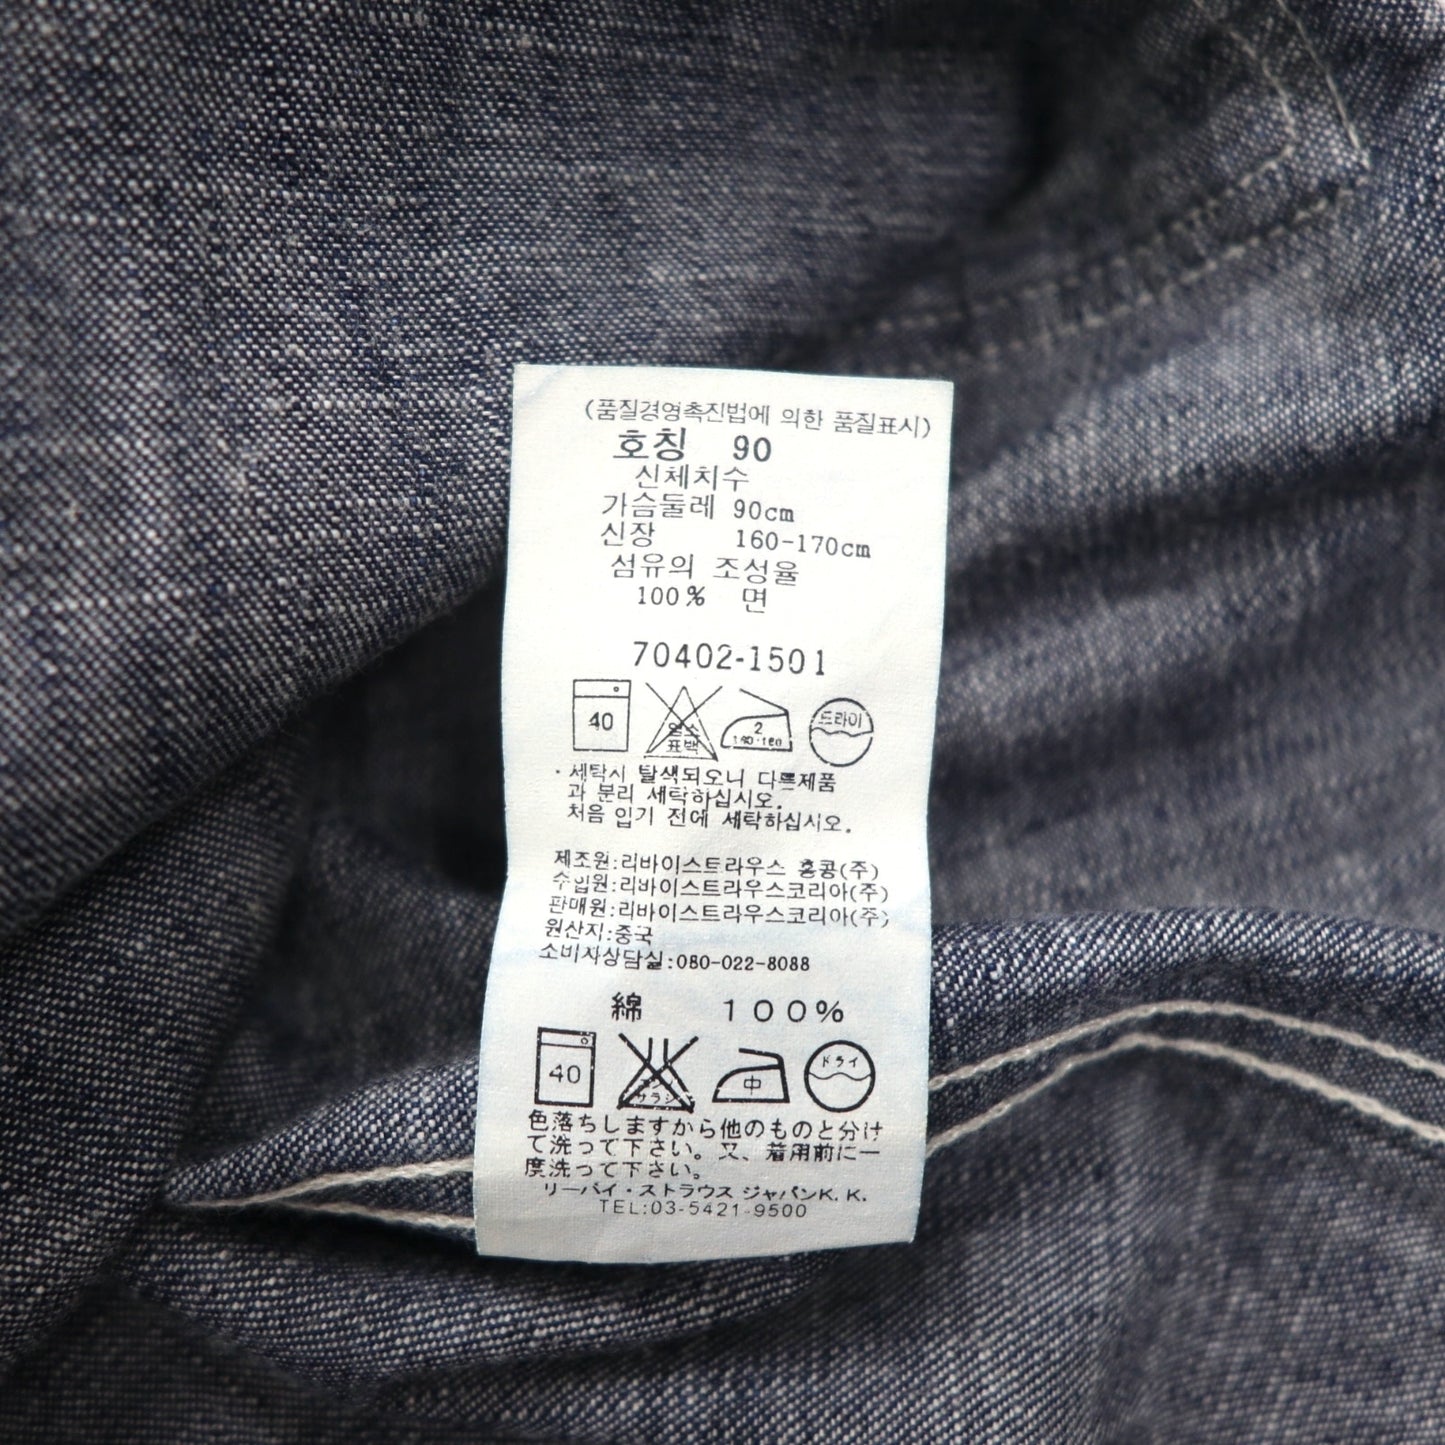 (품질경영촉진법에 의한 품질표시)
호칭 90
신체치수
가슴둘레 90cm
신장 160-170cm
섬유의 조성율
100% 면
70402-1501
40
염소
표백
2
드라이
·세탁시 탈색되오니 다른제품
과 분리 세탁하십시오.
처음 입기 전에 세탁하십시오.
제조원:리바이스트라우스 홍콩(주)
수입원:리바이스트라우스코리아(주)
판매원:리바이스트라우스코리아(주)
원산지:중국
소비자상담실:080-022-8088
綿 100%
40
サラシ
中
ドライ
色落ちしますから他のものと分け
て洗って下さい。又、着用前に一
度洗って下さい。
リーバイ・ストラウス ジャパンK.K.
TEL:03-5421-9500